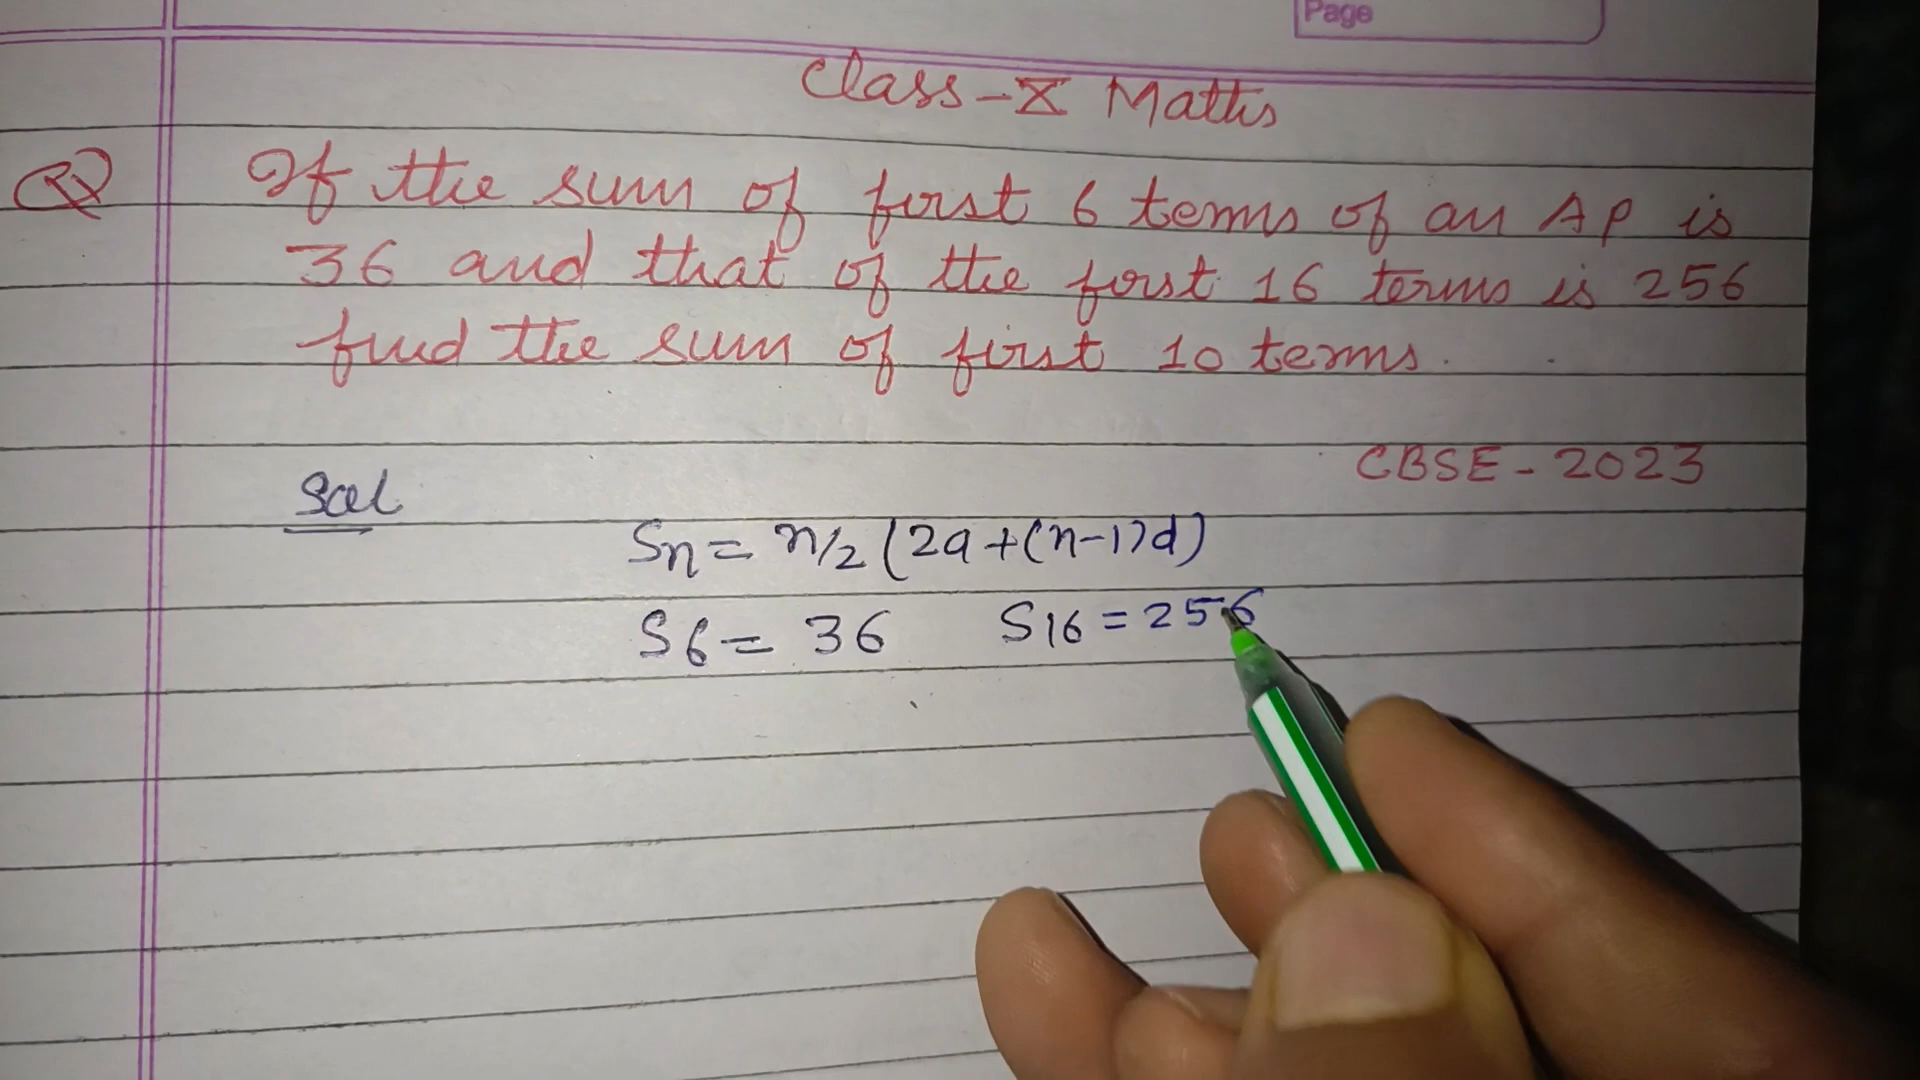 Page
Class-X Maths
Q If the sum of first 6 terms of an AP is
36 and that of the first 16 terms is 256
find the sum of first 10 terms.
CBSE-2023
Sol
Sn = n/2 (2a+(n-1)d)
S6 = 36 S16 = 256